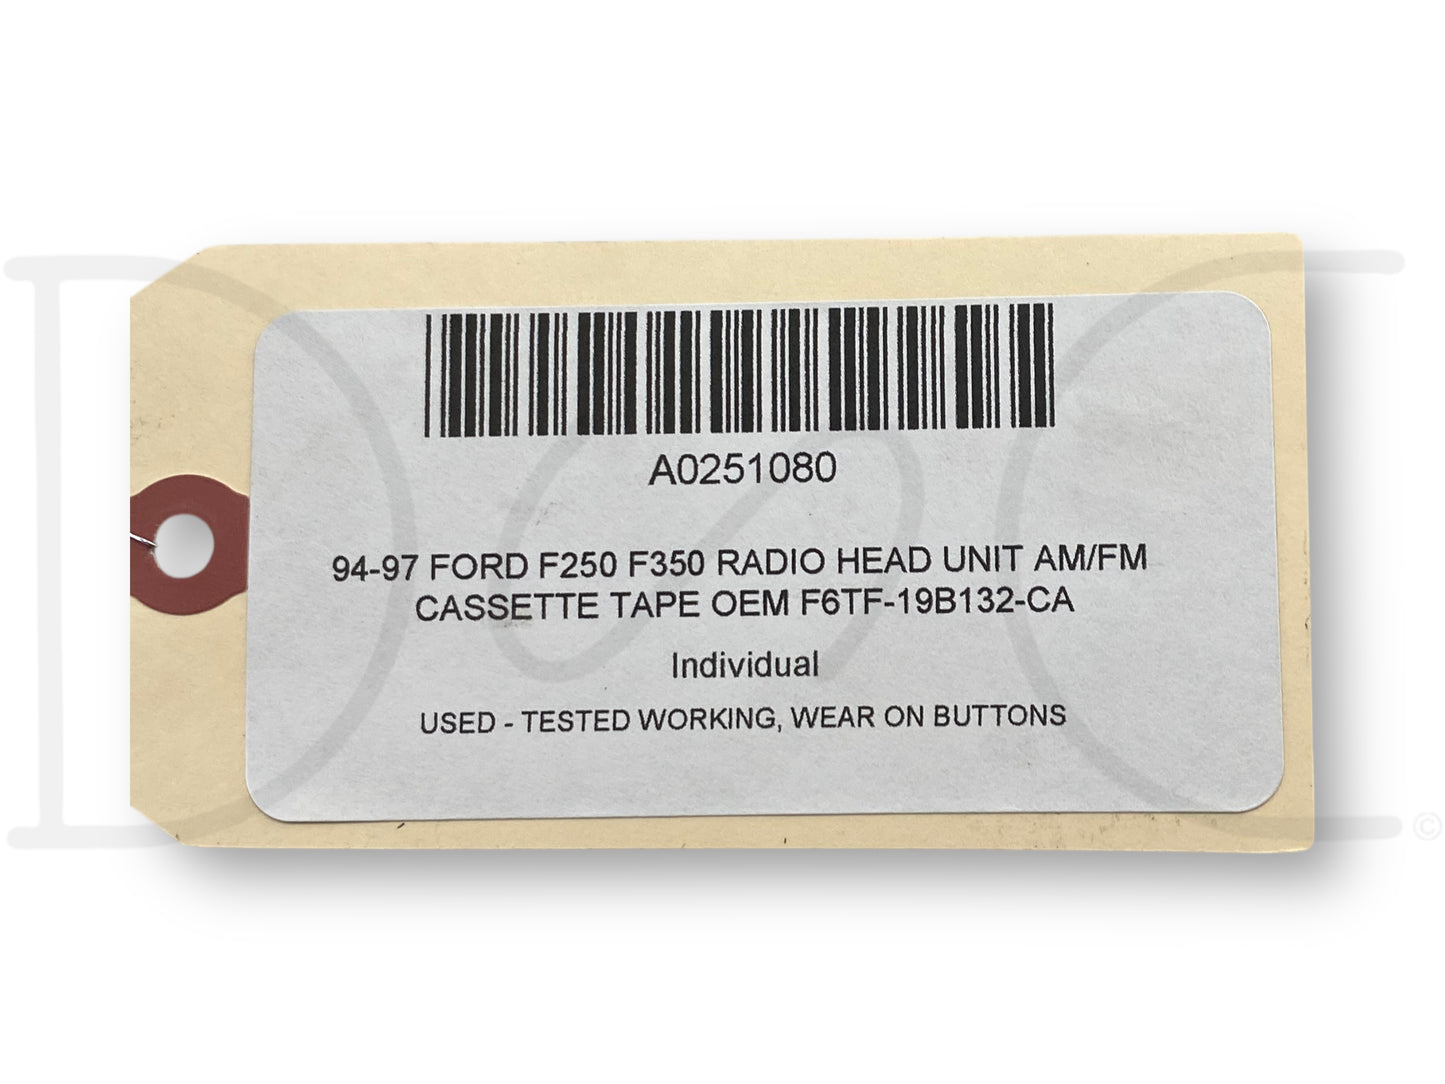 A0251080
94-97 FORD F250 F350 RADIO HEAD UNIT AM/FM
CASSETTE TAPE OEM F6TF-19B132-CA
Individual
USED - TESTED WORKING, WEAR ON BUTTONS
D&C ©